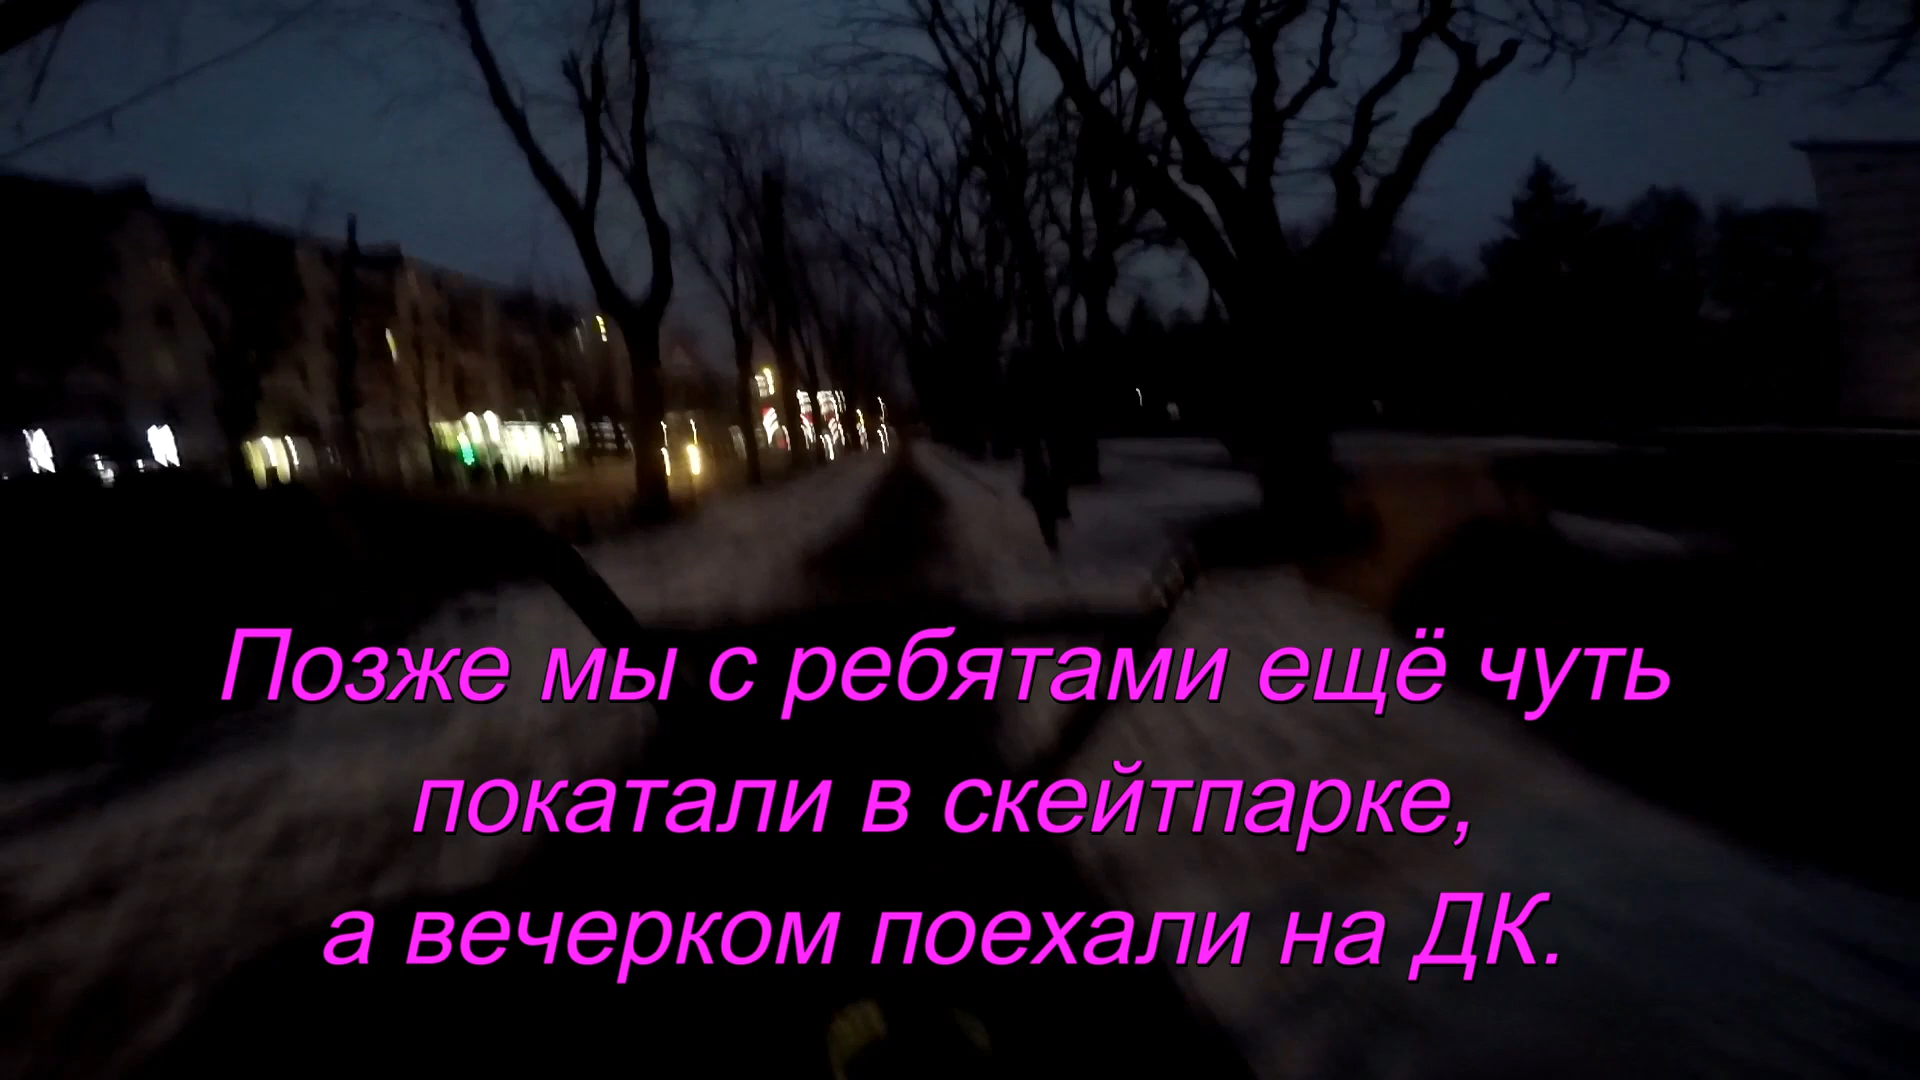 Позже мы с ребятами ещё чуть
покатали в скейтпарке,
а вечерком поехали на ДК.